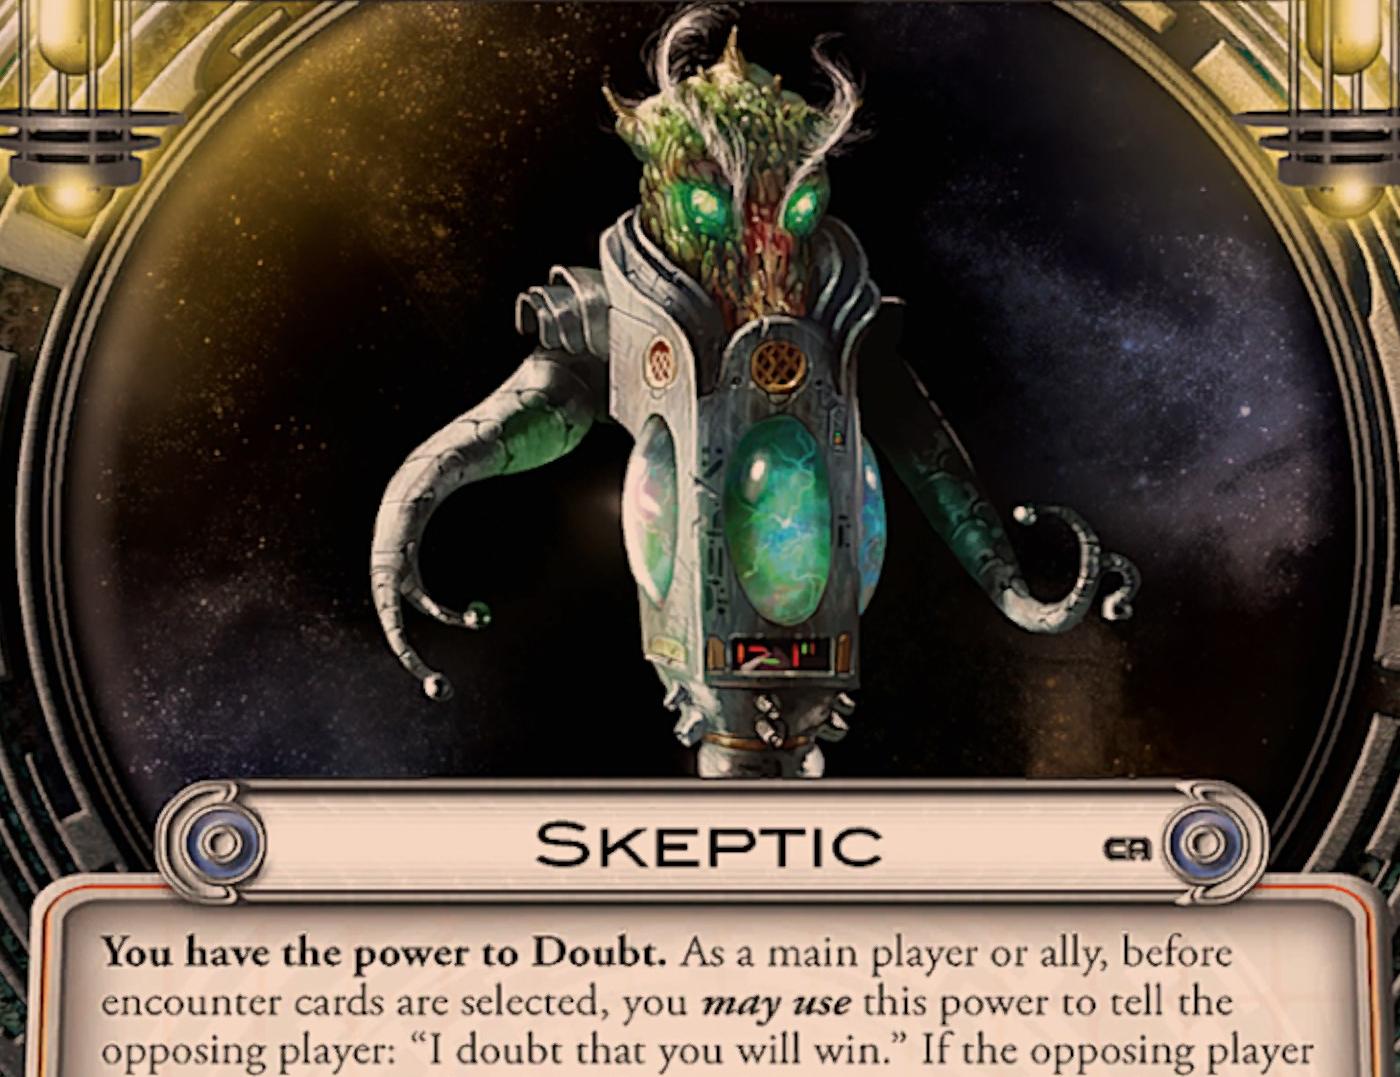 SKEPTIC CA
You have the power to Doubt. As a main player or ally, before
encounter cards are selected, you may use this power to tell the
opposing player: “I doubt that you will win.” If the opposing player